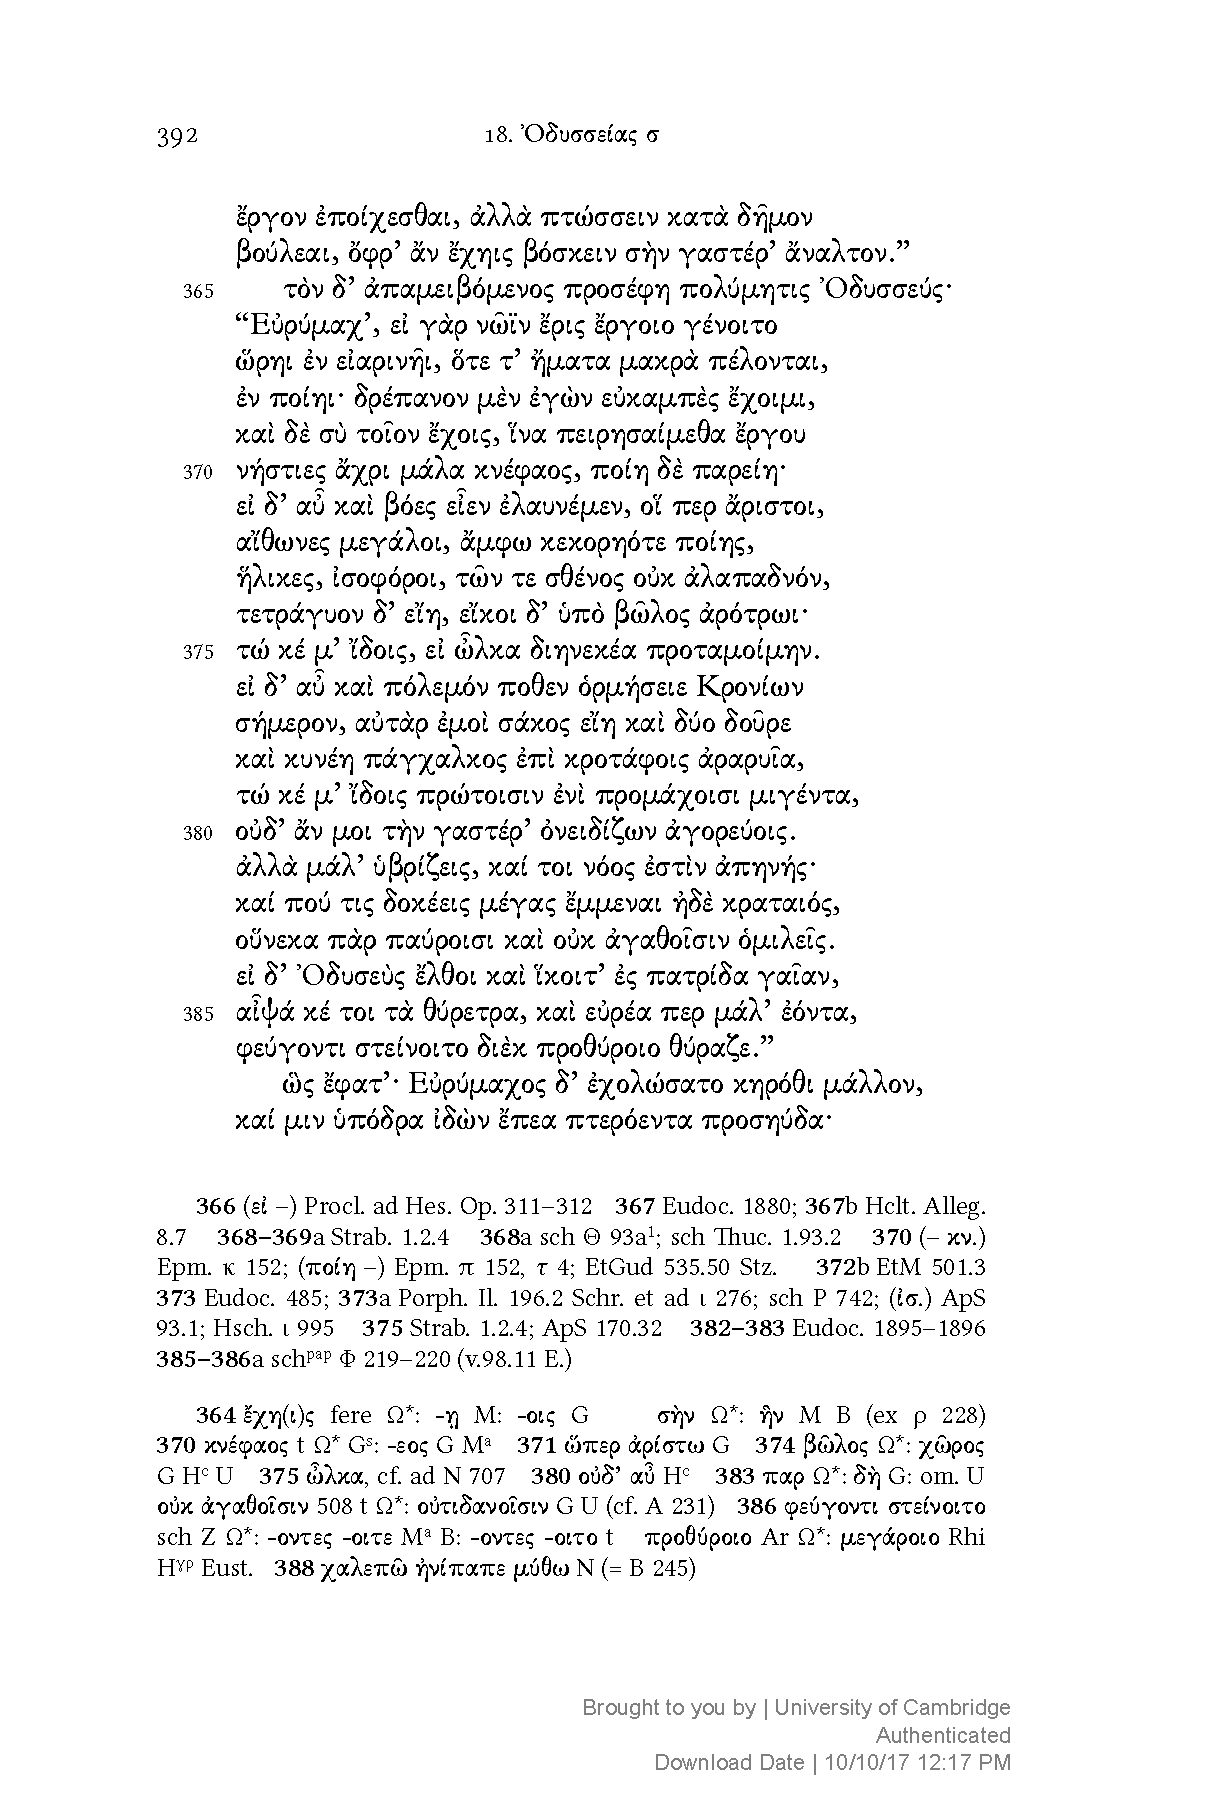 392
18. Ὀδυσσείας σ
ἔργον ἐποίχεσθαι, ἀλλὰ πτώσσειν κατὰ δῆμον
βούλεαι, ὄφρ’ ἂν ἔχηις βόσκειν σὴν γαστέρ’ ἄναλτον.”
365 τὸν δ’ ἀπαμειβόμενος προσέφη πολύμητις Ὀδυσσεύς·
“Εὐρύμαχ’, εἰ γὰρ νῶϊν ἔρις ἔργοιο γένοιτο
ὥρηι ἐν εἰαρινῆι, ὅτε τ’ ἤματα μακρὰ πέλονται,
ἐν ποίηι· δρέπανον μὲν ἐγὼν εὐκαμπὲς ἔχοιμι,
καὶ δὲ σὺ τοῖον ἔχοις, ἵνα πειρησαίμεθα ἔργου
370 νήστιες ἄχρι μάλα κνέφαος, ποίη δὲ παρείη·
εἰ δ’ αὖ καὶ βόες εἶεν ἐλαυνέμεν, οἵ περ ἄριστοι,
αἴθωνες μεγάλοι, ἄμφω κεκορηότε ποίης,
ἥλικες, ἰσοφόροι, τῶν τε σθένος οὐκ ἀλαπαδνόν,
τετράγυον δ’ εἴη, εἴκοι δ’ ὑπὸ βῶλος ἀρότρωι·
375 τώ κέ μ’ ἴδοις, εἰ ὦλκα διηνεκέα προταμοίμην.
εἰ δ’ αὖ καὶ πόλεμόν ποθεν ὁρμήσειε Κρονίων
σήμερον, αὐτὰρ ἐμοὶ σάκος εἴη καὶ δύο δοῦρε
καὶ κυνέη πάγχαλκος ἐπὶ κροτάφοις ἀραρυῖα,
τώ κέ μ’ ἴδοις πρώτοισιν ἐνὶ προμάχοισι μιγέντα,
380 οὐδ’ ἄν μοι τὴν γαστέρ’ ὀνειδίζων ἀγορεύοις.
ἀλλὰ μάλ’ ὑβρίζεις, καί τοι νόος ἐστὶν ἀπηνής·
καί πού τις δοκέεις μέγας ἔμμεναι ἠδὲ κραταιός,
οὕνεκα πὰρ παύροισι καὶ οὐκ ἀγαθοῖσιν ὁμιλεῖς.
εἰ δ’ Ὀδυσεὺς ἔλθοι καὶ ἵκοιτ’ ἐς πατρίδα γαῖαν,
385 αἶψά κέ τοι τὰ θύρετρα, καὶ εὐρέα περ μάλ’ ἐόντα,
φεύγοντι στείνοιτο διὲκ προθύροιο θύραζε.”
ὣς ἔφατ’· Εὐρύμαχος δ’ ἐχολώσατο κηρόθι μάλλον,
καί μιν ὑπόδρα ἰδὼν ἔπεα πτερόεντα προσηύδα·
366 (εἰ –) Procl. ad Hes. Op. 311–312 367 Eudoc. 1880; 367b Hclt. Alleg.
8.7 368–369a Strab. 1.2.4 368a sch Θ 93a¹; sch Thuc. 1.93.2 370 (– κν.)
Epm. κ 152; (ποίη –) Epm. π 152, τ 4; EtGud 535.50 Stz. 372b EtM 501.3
373 Eudoc. 485; 373a Porph. Il. 196.2 Schr. et ad ι 276; sch P 742; (ἰσ.) ApS
93.1; Hsch. ι 995 375 Strab. 1.2.4; ApS 170.32 382–383 Eudoc. 1895–1896
385–386a schᵖᵃᵖ Φ 219–220 (v.98.11 E.)
364 ἔχη(ι)ς fere Ω*: -ῃ M: -οις G σὴν Ω*: ἣν M B (ex ρ 228)
370 κνέφαος t Ω* Gˢ: -εος G Mᵃ 371 ὥπερ ἀρίστω G 374 βῶλος Ω*: χῶρος
G Hᶜ U 375 ὦλκα, cf. ad N 707 380 οὐδ’ αὖ Hᶜ 383 παρ Ω*: δὴ G: om. U
οὐκ ἀγαθοῖσιν 508 t Ω*: οὐτιδανοῖσιν G U (cf. A 231) 386 φεύγοντι στείνοιτο
sch Z Ω*: -οντες -οιτε Mᵃ B: -οντες -οιτο t προθύροιο Ar Ω*: μεγάροιο Rhi
Hᵞᵖ Eust. 388 χαλεπῶ ἠνίπαπε μύθω N (= B 245)
Brought to you by | University of Cambridge
Authenticated
Download Date | 10/10/17 12:17 PM